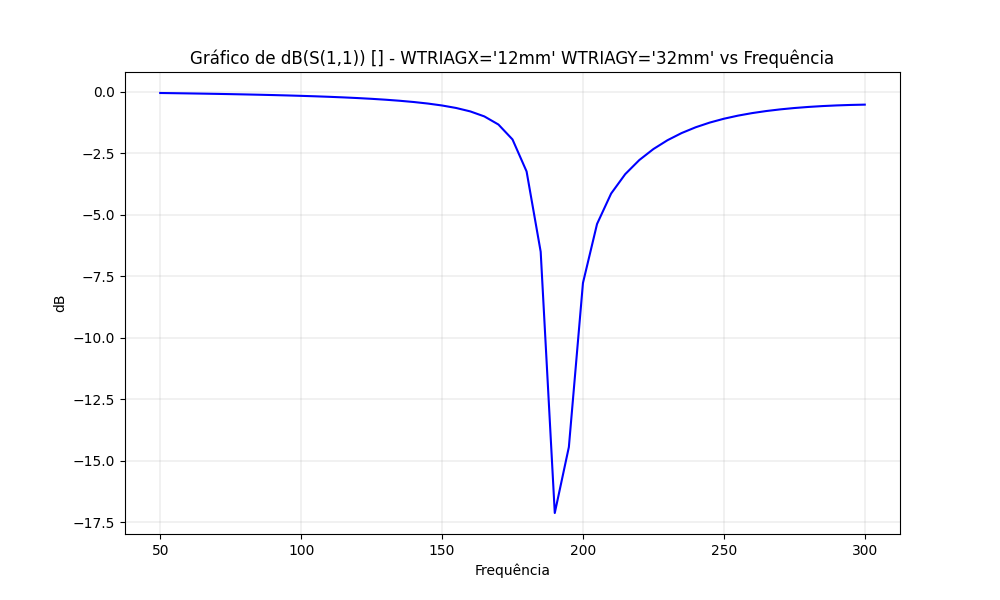 Gráfico de dB(S(1,1)) [] - WTRIAGX='12mm' WTRIAGY='32mm' vs Frequência
0.0
−2.5
−5.0
−7.5
−10.0
−12.5
−15.0
−17.5
dB
50 100 150 200 250 300
Frequência